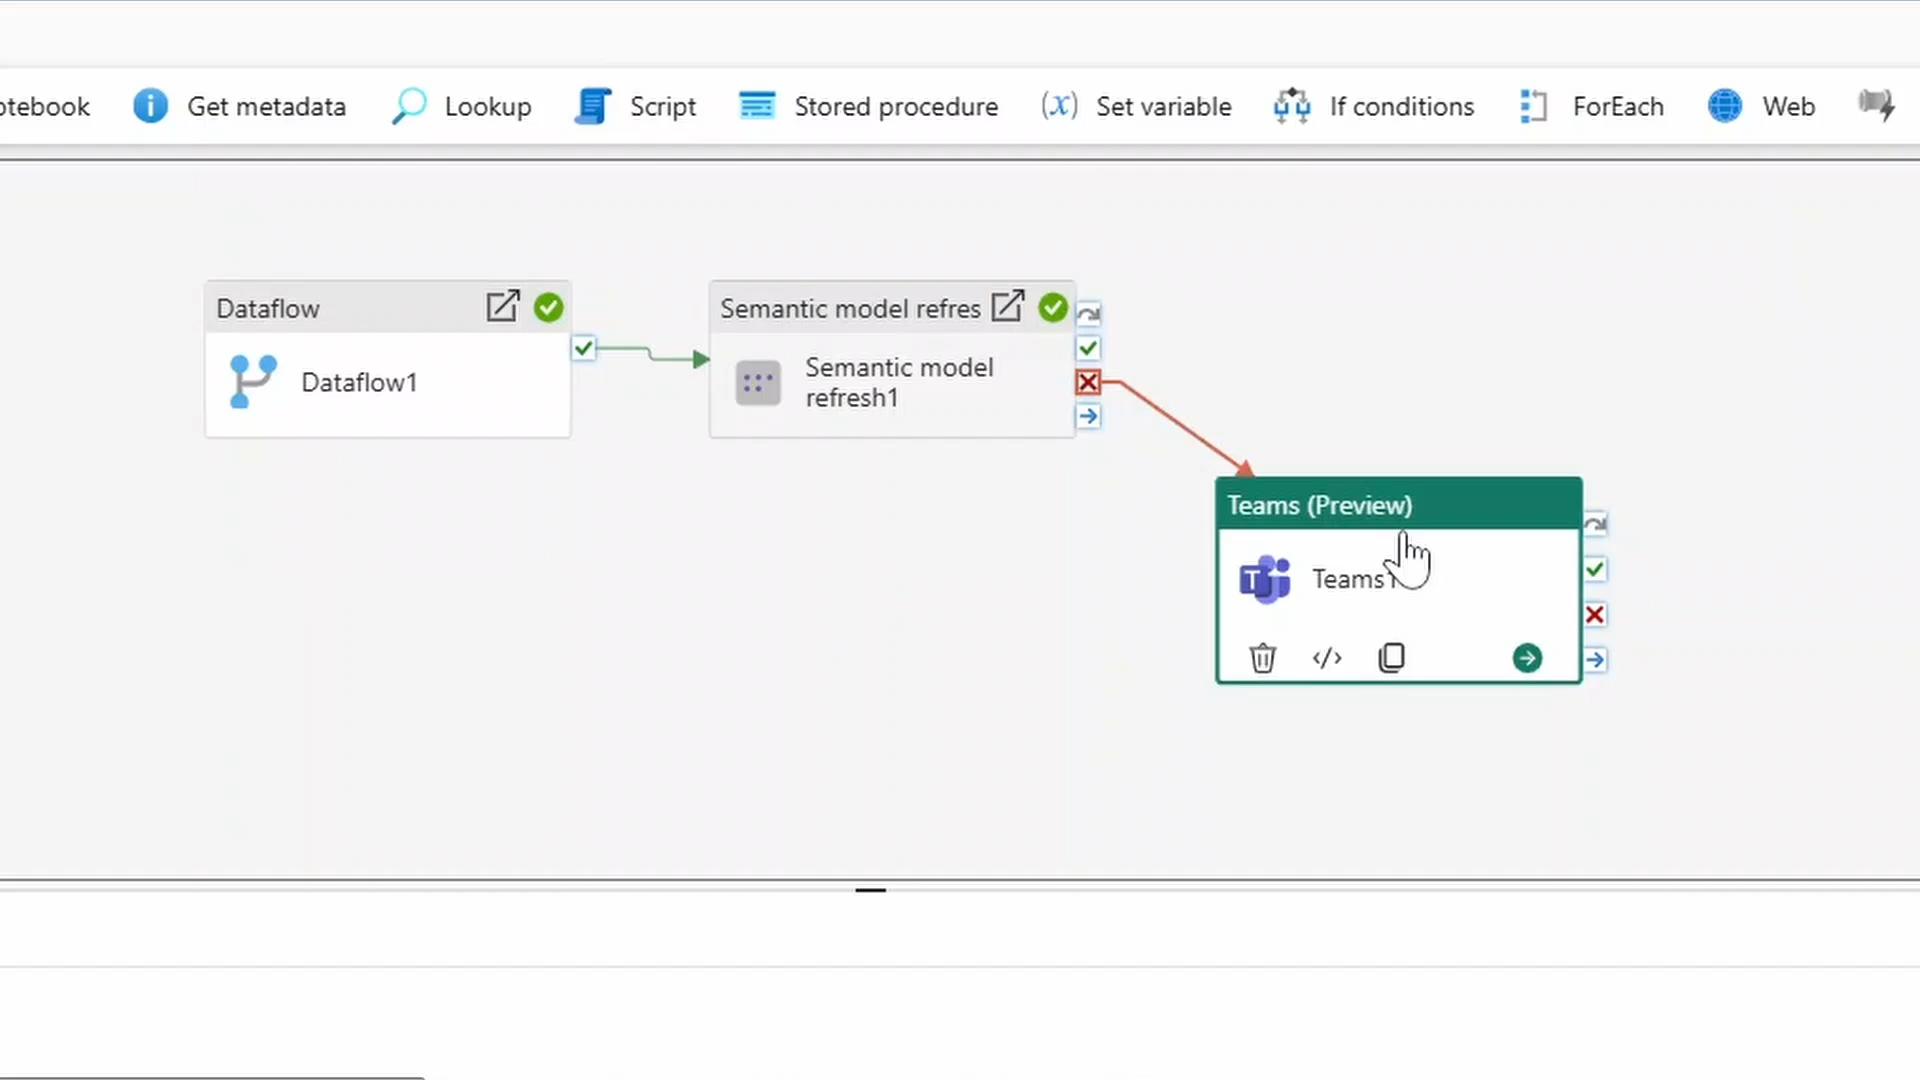 otebook Get metadata Lookup Script Stored procedure (x) Set variable If conditions ForEach Web
Dataflow
Dataflow1
Semantic model refres
Semantic model
refresh1
Teams (Preview)
Teams1